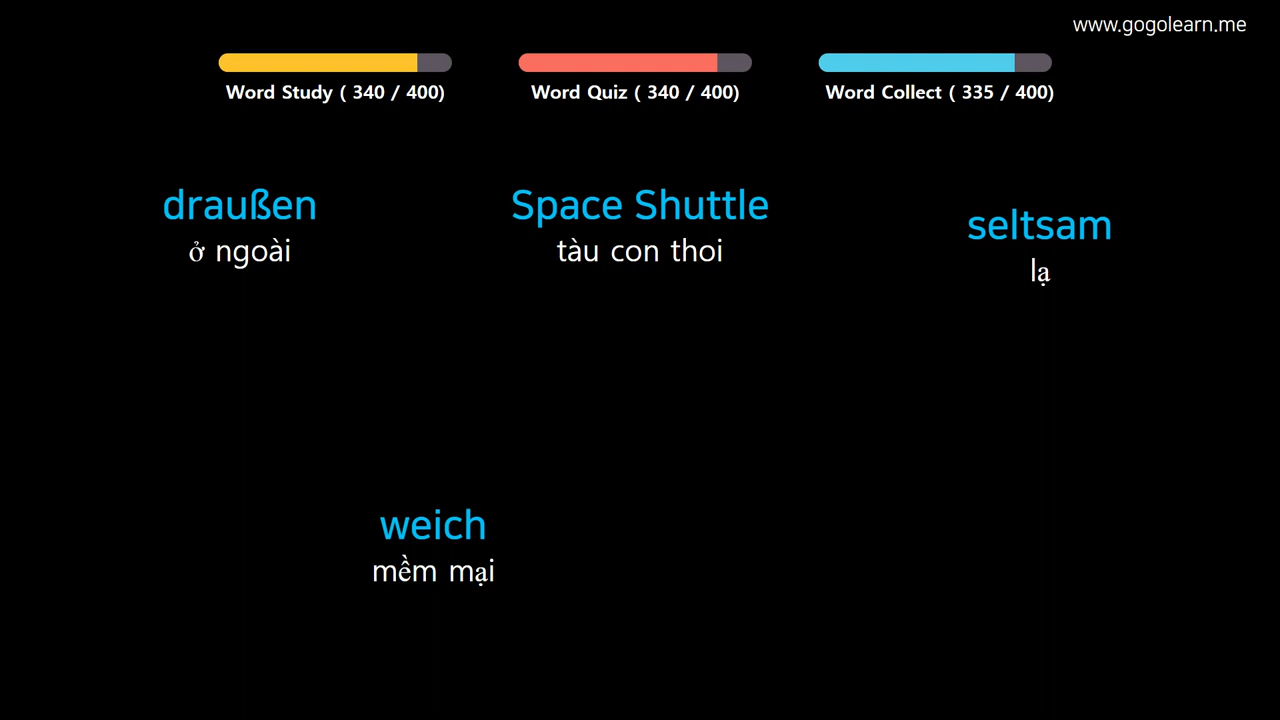 www.gogolearn.me
Word Study ( 340 / 400)
Word Quiz ( 340 / 400)
Word Collect ( 335 / 400)
draußen
ở ngoài
Space Shuttle
tàu con thoi
seltsam
lạ
weich
mềm mại